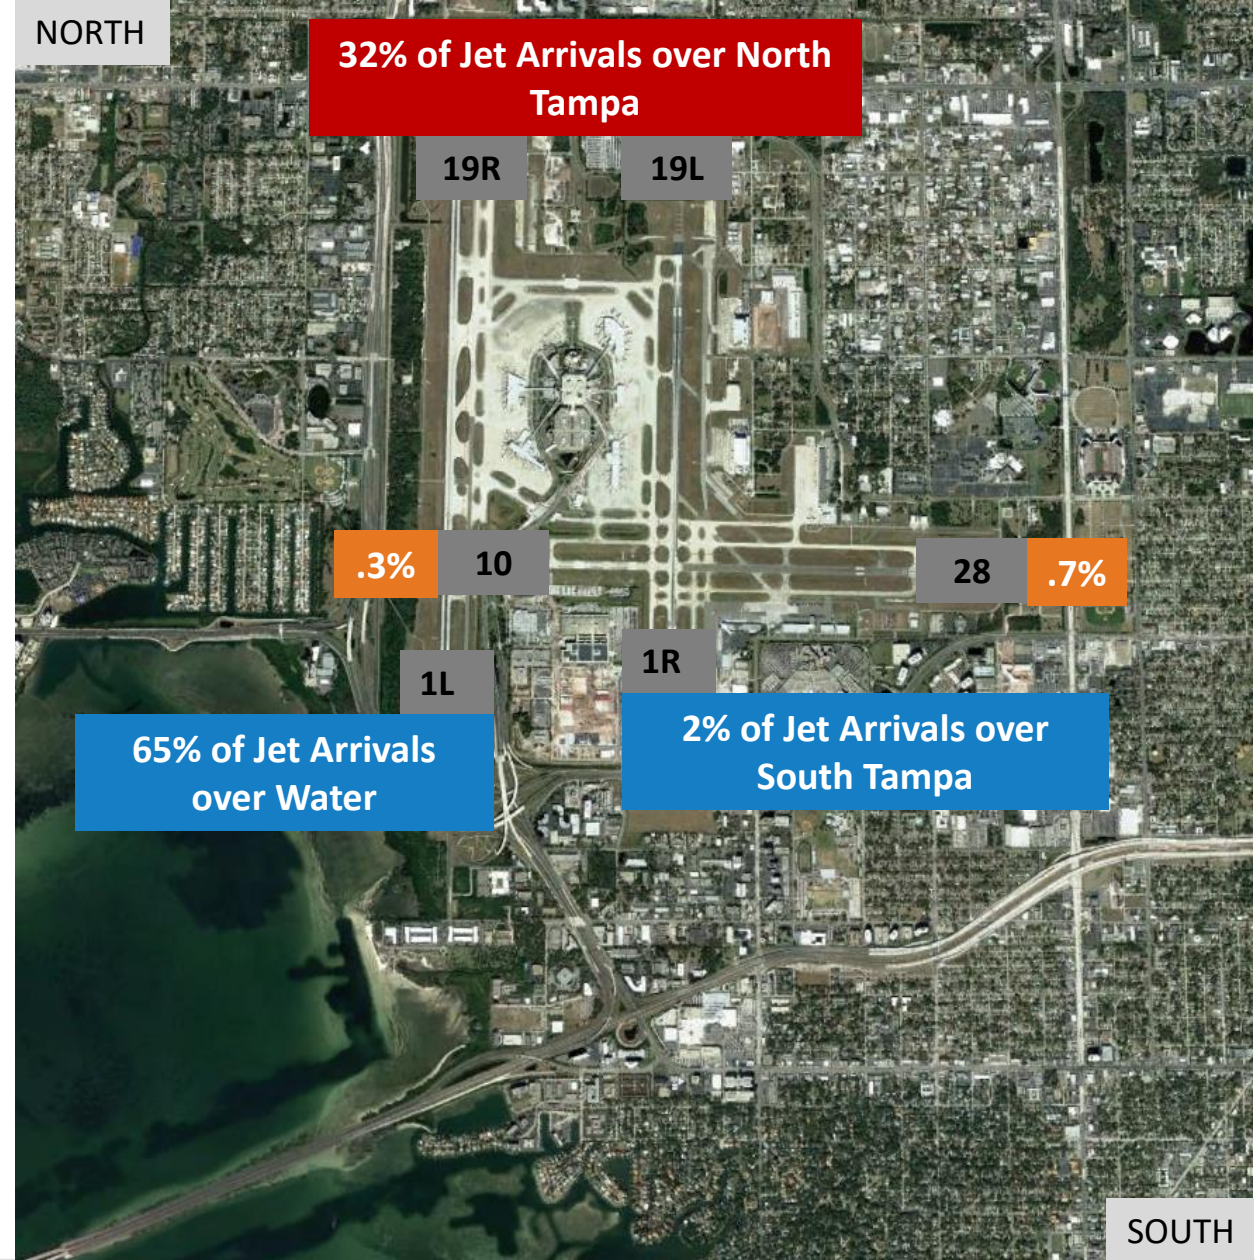 NORTH
32% of Jet Arrivals over North
Tampa
19R
19L
.3%
10
28
.7%
1L
1R
65% of Jet Arrivals
over Water
2% of Jet Arrivals over
South Tampa
SOUTH